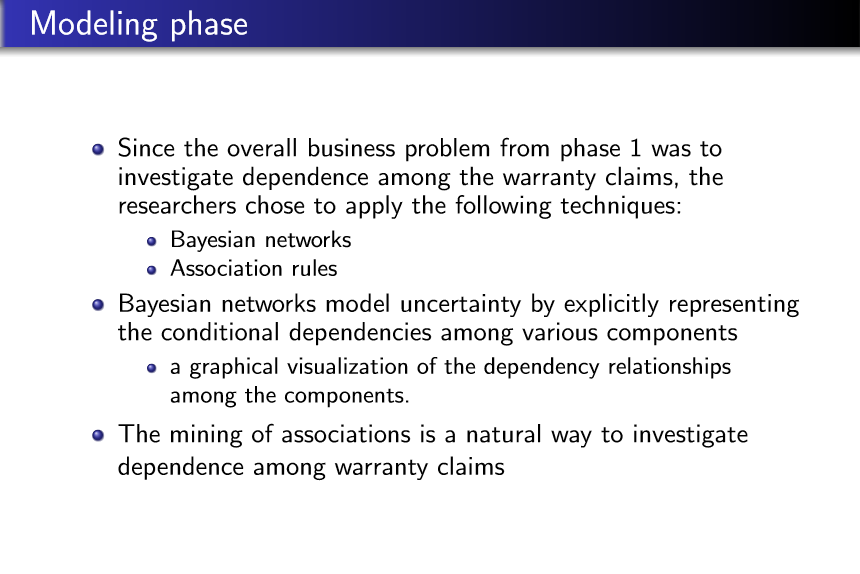 Modeling phase
Since the overall business problem from phase 1 was to
investigate dependence among the warranty claims, the
researchers chose to apply the following techniques:
Bayesian networks
Association rules
Bayesian networks model uncertainty by explicitly representing
the conditional dependencies among various components
a graphical visualization of the dependency relationships
among the components.
The mining of associations is a natural way to investigate
dependence among warranty claims